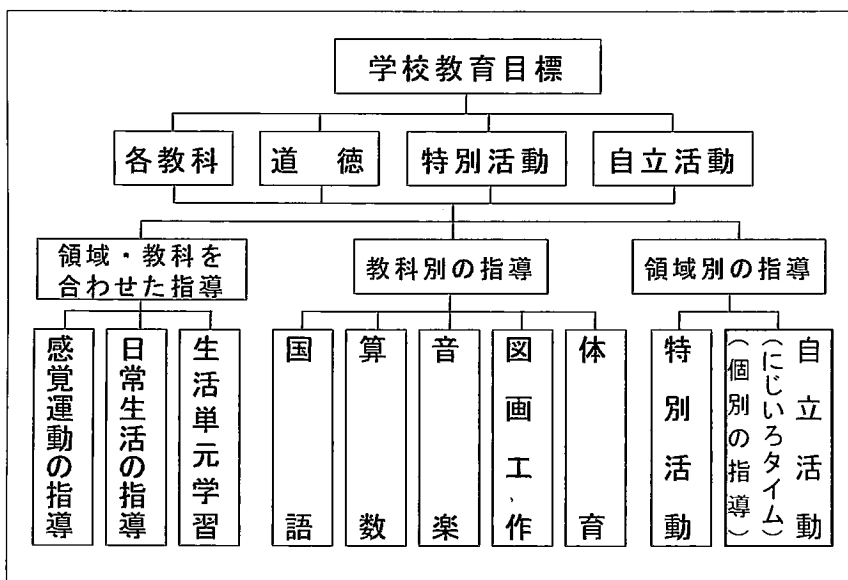 学校教育目標
各教科
道徳
特別活動
自立活動
領域・教科を
合わせた指導
教科別の指導
領域別の指導
感覚運動の指導
日常生活の指導
生活単元学習
国語
算数
音楽
図画工作
体育
特別活動
自立活動
（にじいろタイム）
（個別の指導）